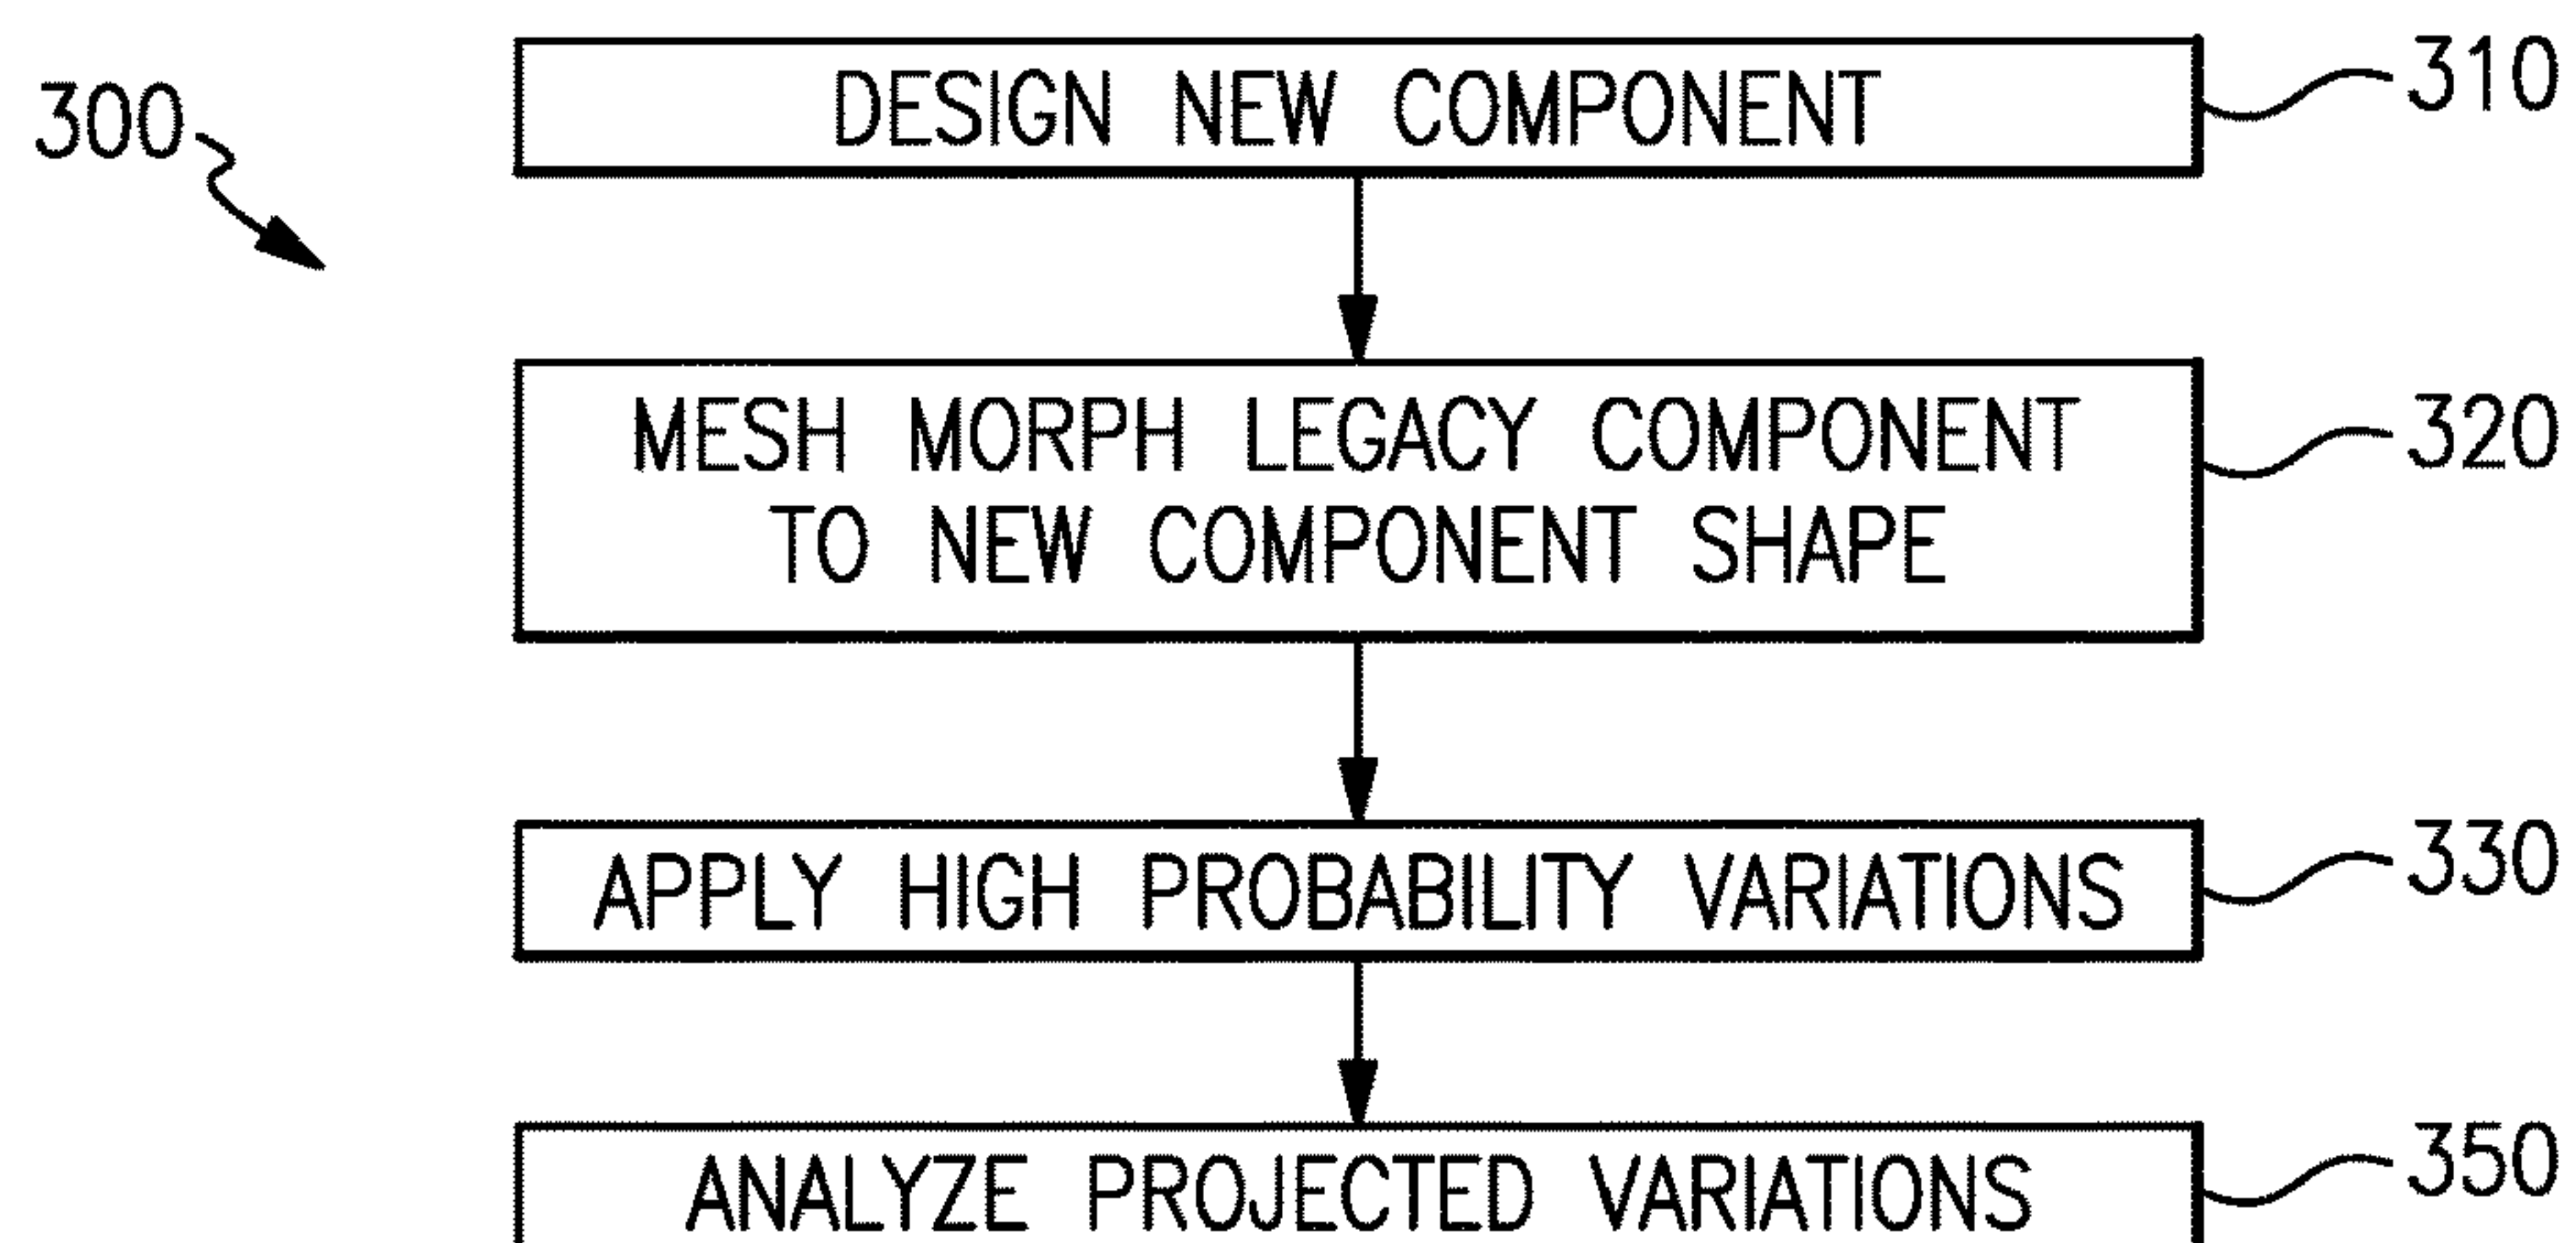 300
DESIGN NEW COMPONENT
310
MESH MORPH LEGACY COMPONENT
TO NEW COMPONENT SHAPE
320
APPLY HIGH PROBABILITY VARIATIONS
330
ANALYZE PROJECTED VARIATIONS
350